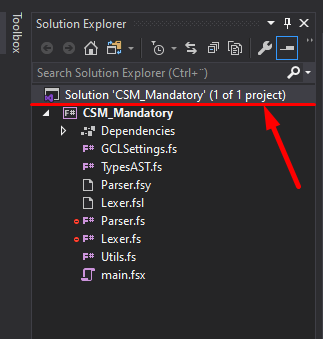 Toolbox
Solution Explorer
Search Solution Explorer (Ctrl+¨)
Solution 'CSM_Mandatory' (1 of 1 project)
F# CSM_Mandatory
Dependencies
F# GCLSettings.fs
F# TypesAST.fs
Parser.fsy
Lexer.fsl
F# Parser.fs
F# Lexer.fs
F# Utils.fs
main.fsx